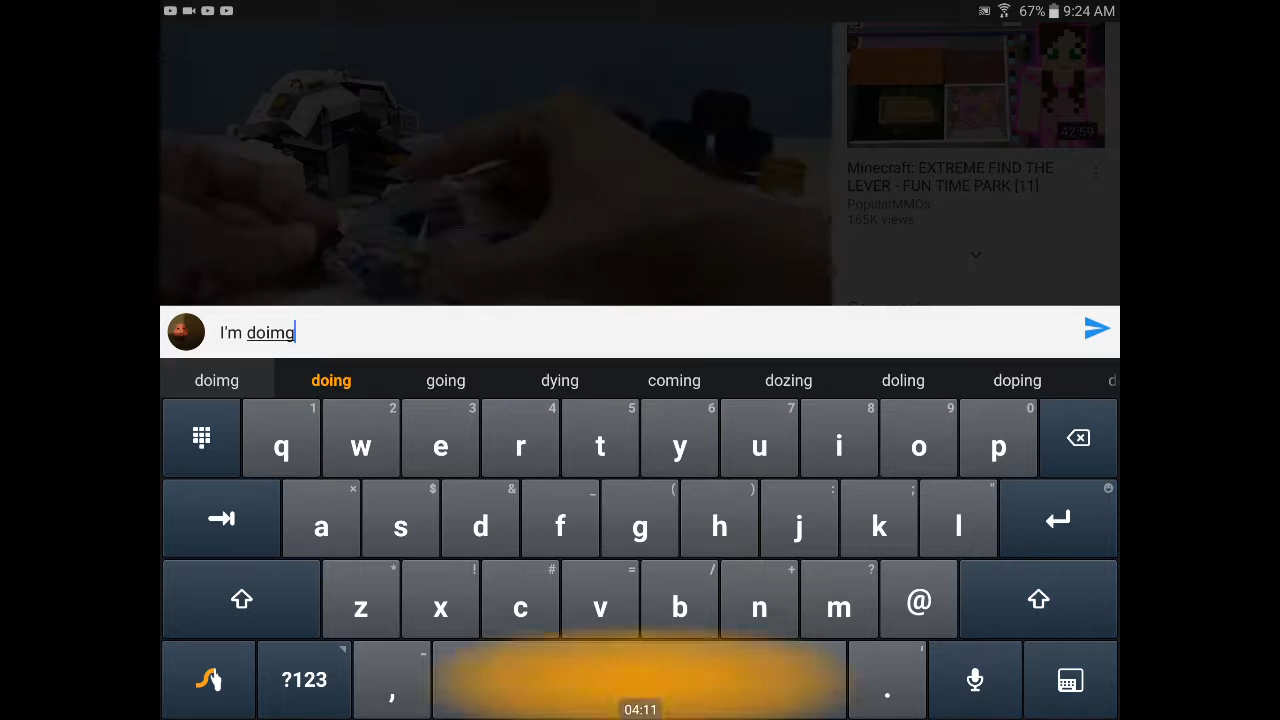 67% 9:24 AM
42:59
Minecraft: EXTREME FIND THE
LEVER - FUN TIME PARK [11]
PopularMMOs
165K views
I'm doimg
doimg doing going dying coming dozing doling doping d
1 2 3 4 5 6 7 8 9 0
q w e r t y u i o p
× $ & _ ( ) : ; "
a s d f g h j k l
* ! # = / + ?
z x c v b n m @
?123 , - . '
04:11